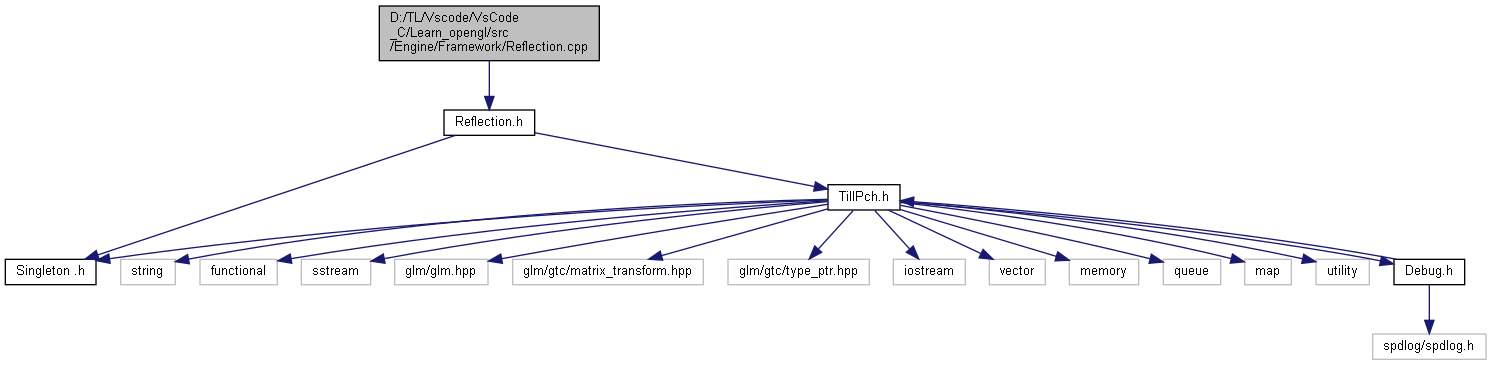 D:/TL/Vscode/VsCode
_C/Learn_opengl/src
/Engine/Framework/Reflection.cpp
Reflection.h
TillPch.h
Singleton .h
string
functional
sstream
glm/glm.hpp
glm/gtc/matrix_transform.hpp
glm/gtc/type_ptr.hpp
iostream
vector
memory
queue
map
utility
Debug.h
spdlog/spdlog.h